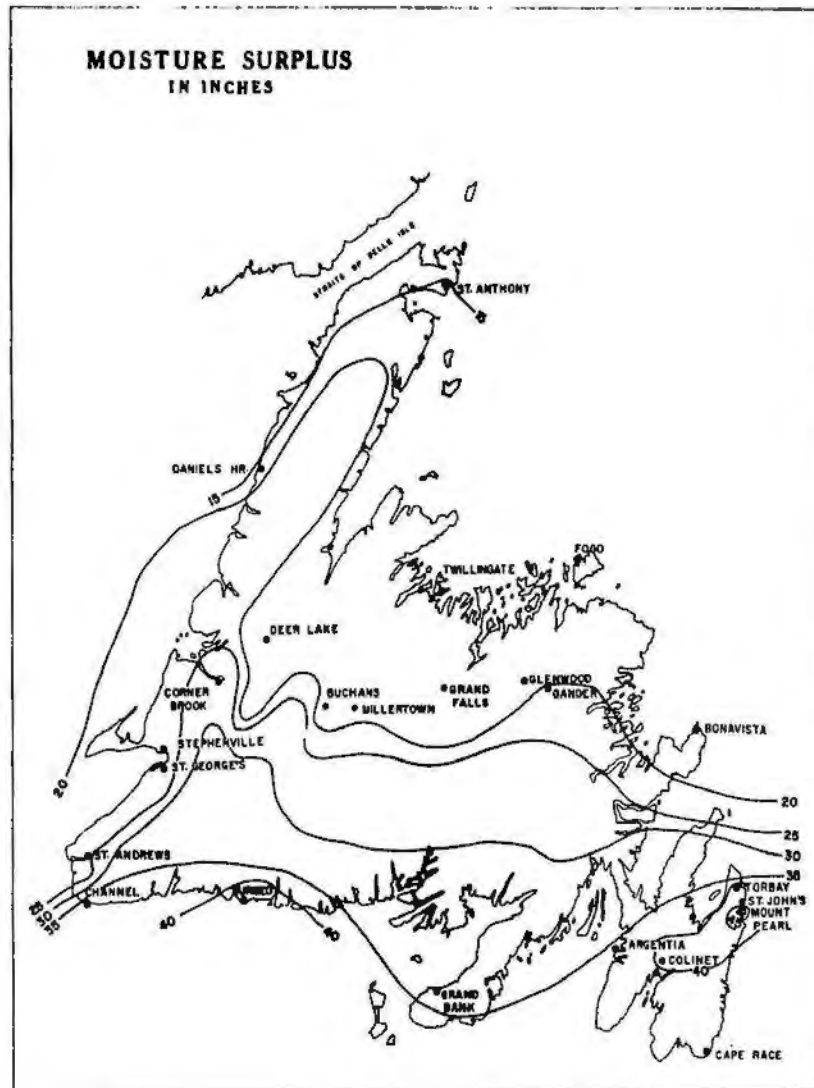 MOISTURE SURPLUS
IN INCHES
STRAITS OF BELLE ISLE
ST. ANTHONY
DANIELS HR.
15
FOGO
TWILLINGATE
DEER LAKE
CORNER
BROOK
BUCHANS
MILLERTOWN
GRAND
FALLS
GLENWOOD
GANDER
STEPHENVILLE
ST. GEORGE'S
BONAVISTA
20
20
25
30
ST. ANDREWS
CHANNEL
35
TORBAY
ST. JOHN'S
MOUNT
PEARL
40
40
ARGENTIA
COLINET
40
GRAND
BANK
CAPE RACE